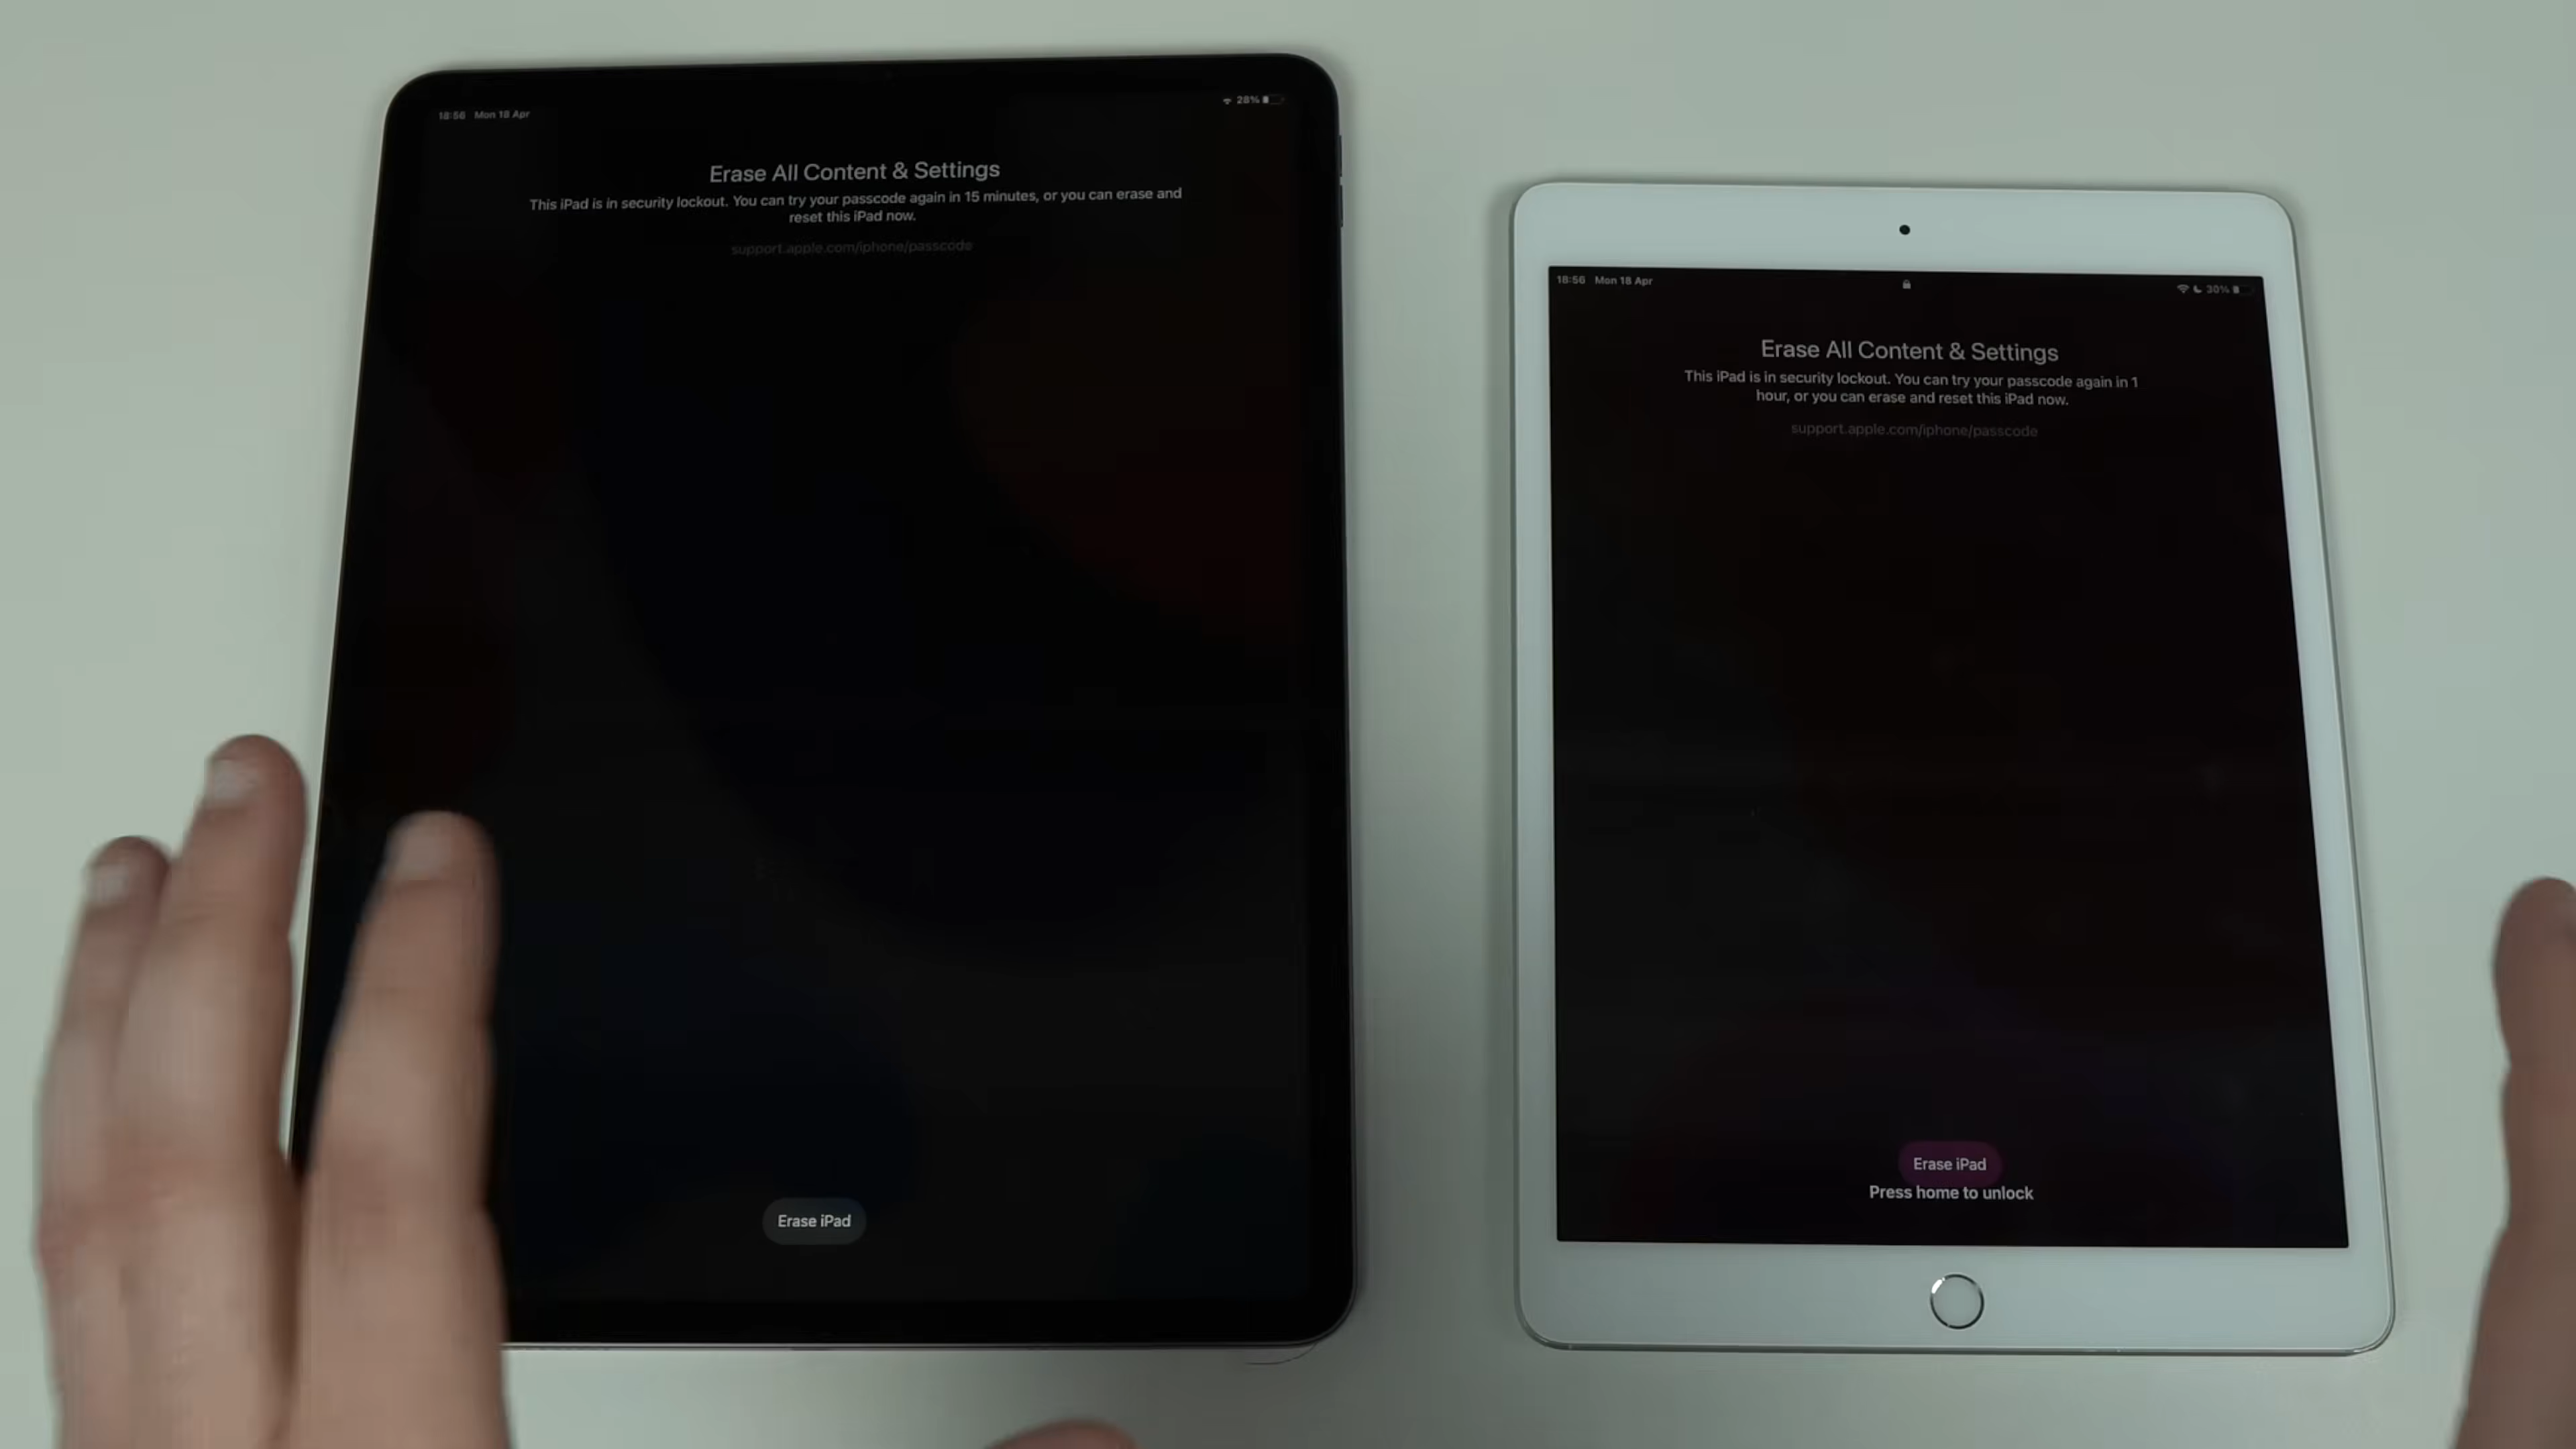 18:56 Mon 18 Apr
28%
Erase All Content & Settings
This iPad is in security lockout. You can try your passcode again in 15 minutes, or you can erase and
reset this iPad now.
support.apple.com/iphone/passcode
Erase iPad
18:56 Mon 18 Apr
30%
Erase All Content & Settings
This iPad is in security lockout. You can try your passcode again in 1
hour, or you can erase and reset this iPad now.
support.apple.com/iphone/passcode
Erase iPad
Press home to unlock